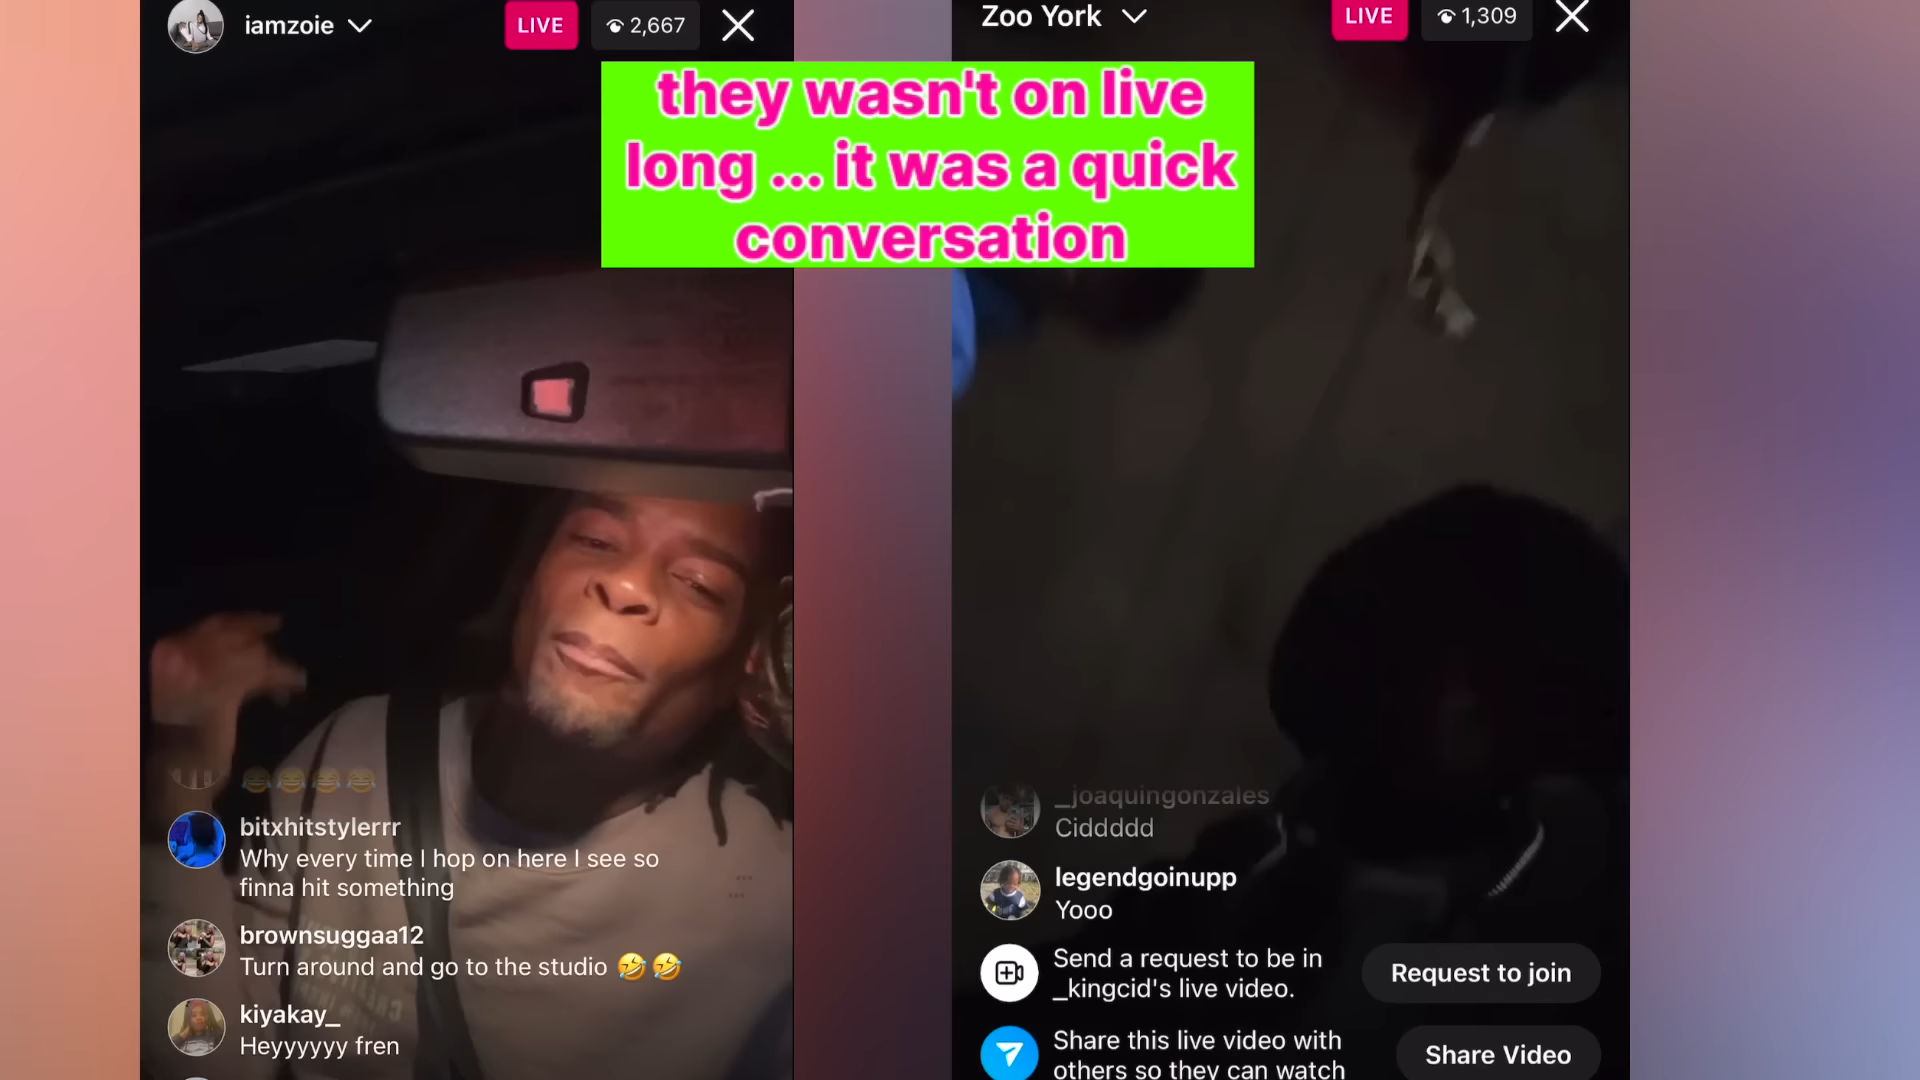 iamzoie
LIVE
2,667
Zoo York
LIVE
1,309
they wasn't on live
long ... it was a quick
conversation
😂😂😂😂
bitxhitstylerrr
Why every time I hop on here I see so
finna hit something
brownsuggaa12
Turn around and go to the studio 🤣🤣
kiyakay_
Heyyyyyy fren
_joaquingonzales
Ciddddd
legendgoinupp
Yooo
Send a request to be in
_kingcid's live video.
Request to join
Share this live video with
others so they can watch
Share Video